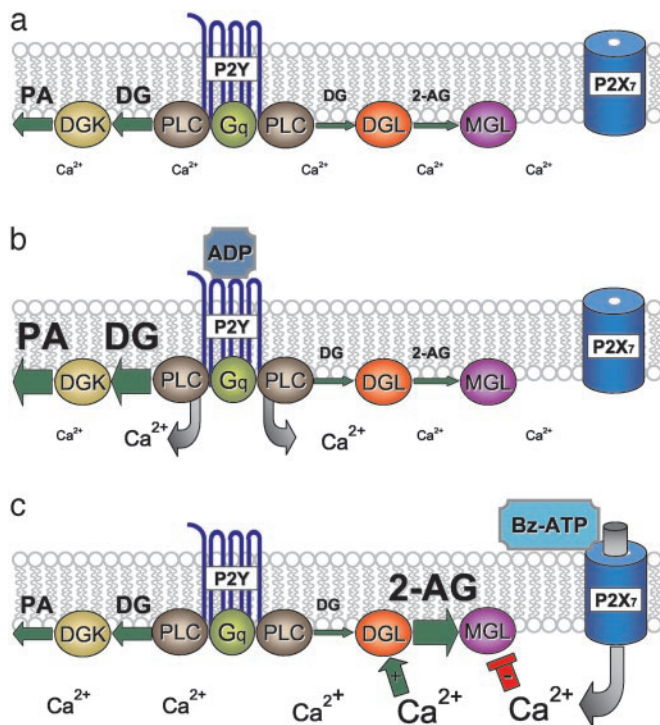 a
P2Y
PA DG DG 2-AG P2X₇
DGK PLC Gq PLC DGL MGL
Ca²⁺ Ca²⁺ Ca²⁺ Ca²⁺ Ca²⁺
b
ADP
P2Y
PA DG DG 2-AG P2X₇
DGK PLC Gq PLC DGL MGL
Ca²⁺ Ca²⁺ Ca²⁺ Ca²⁺ Ca²⁺
c
Bz-ATP
P2Y
PA DG DG 2-AG P2X₇
DGK PLC Gq PLC DGL MGL
+ -
Ca²⁺ Ca²⁺ Ca²⁺ Ca²⁺ Ca²⁺